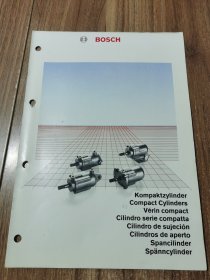 BOSCH
Kompaktzylinder
Compact Cylinders
Vérin compact
Cilindro serie compatta
Cilindro de sujeción
Cilindros de aperto
Spancilinder
Spänncylinder